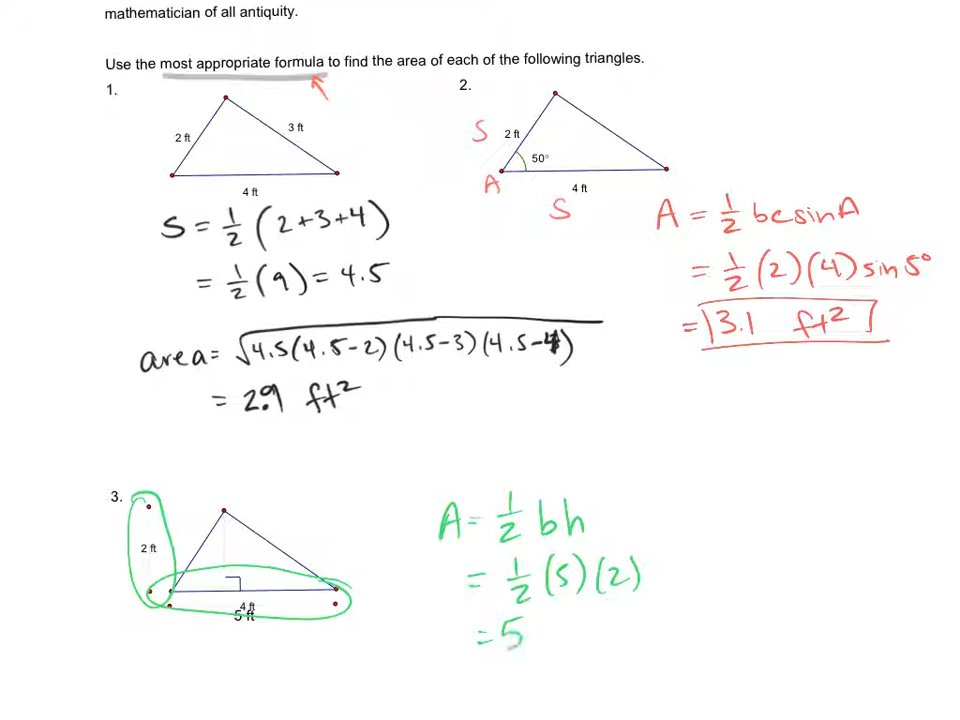 mathematician of all antiquity.
Use the most appropriate formula to find the area of each of the following triangles.
1.
2 ft
3 ft
4 ft
S = 1/2 (2+3+4)
= 1/2 (9) = 4.5
area = √4.5(4.5-2)(4.5-3)(4.5-4)
= 2.9 ft²
2.
S
2 ft
50°
A
4 ft
S
A = 1/2 bc sin A
= 1/2 (2)(4) sin 5°
= 3.1 ft²
3.
2 ft
4 ft
5 ft
A = 1/2 bh
= 1/2 (5)(2)
= 5